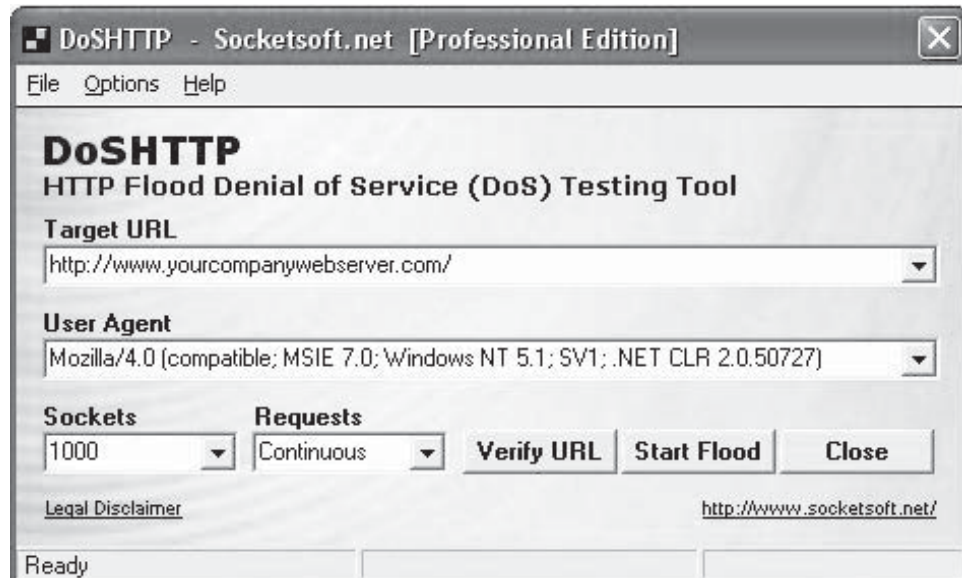 DoSHTTP - Socketsoft.net [Professional Edition]
File Options Help
DoSHTTP
HTTP Flood Denial of Service (DoS) Testing Tool
Target URL
http://www.yourcompanywebserver.com/
User Agent
Mozilla/4.0 (compatible; MSIE 7.0; Windows NT 5.1; SV1; .NET CLR 2.0.50727)
Sockets Requests
1000 Continuous Verify URL Start Flood Close
Legal Disclaimer http://www.socketsoft.net/
Ready